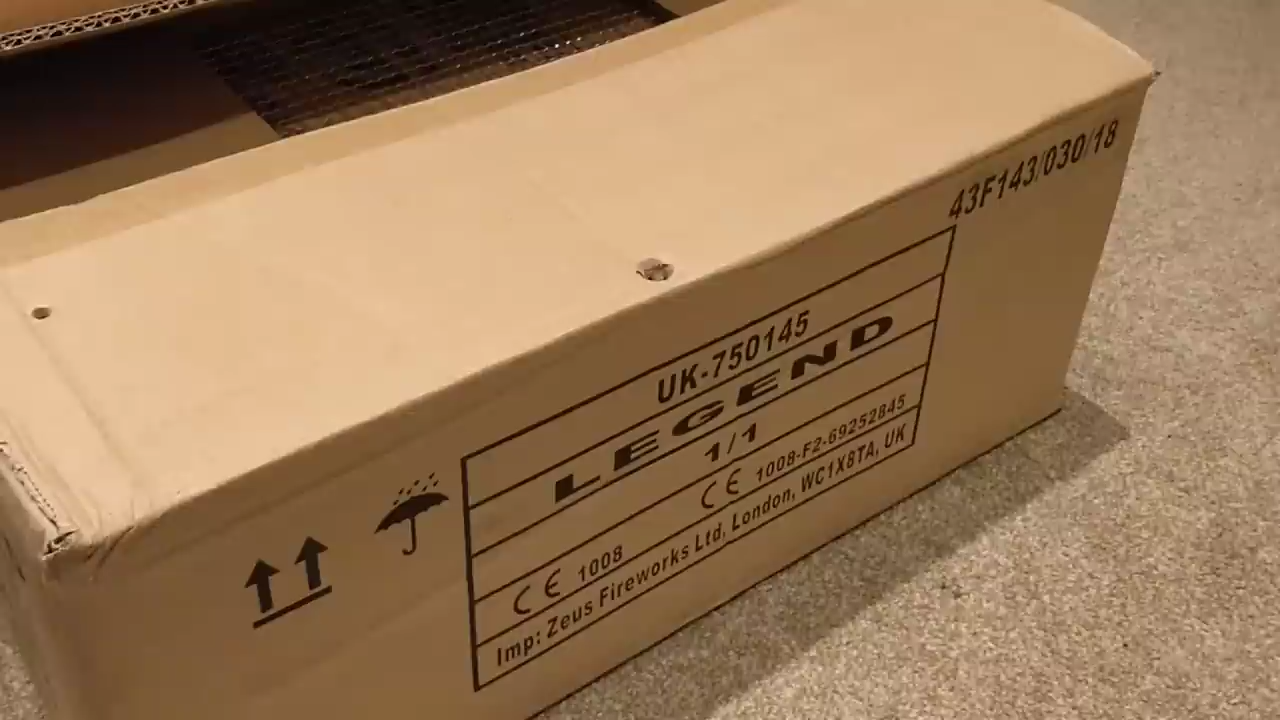 43F143/030/18
UK-750145
LEGEND
1/1
CE 1008 CE 1008-F2-69252845
Imp: Zeus Fireworks Ltd, London, WC1X8TA, UK